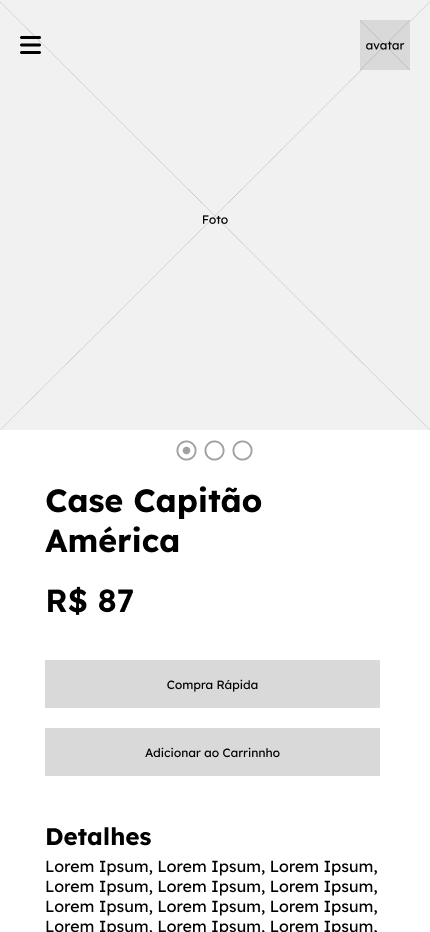 avatar
Foto
Case Capitão
América
R$ 87
Compra Rápida
Adicionar ao Carrinnho
Detalhes
Lorem Ipsum, Lorem Ipsum, Lorem Ipsum,
Lorem Ipsum, Lorem Ipsum, Lorem Ipsum,
Lorem Ipsum, Lorem Ipsum, Lorem Ipsum,
Lorem Ipsum, Lorem Ipsum, Lorem Ipsum,